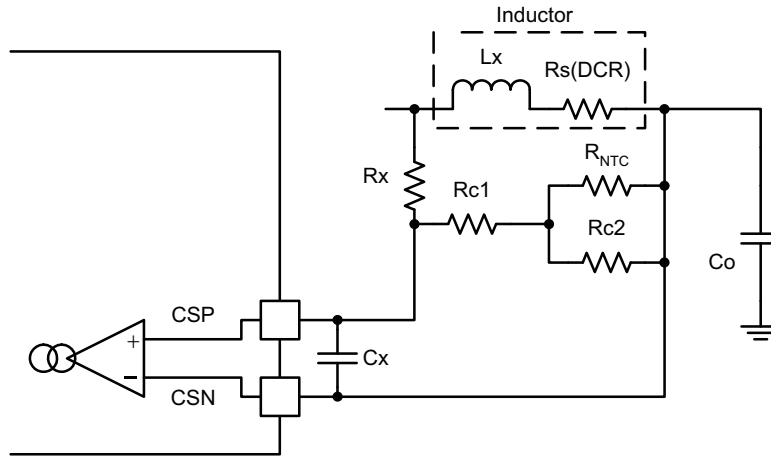 Inductor
Lx
Rs(DCR)
Rx
Rc1
RNTC
Rc2
Co
CSP
+
Cx
−
CSN